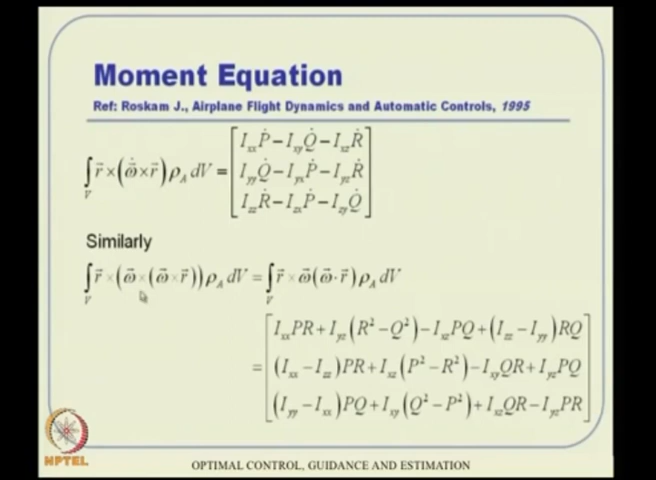 Moment Equation
Ref: Roskam J., Airplane Flight Dynamics and Automatic Controls, 1995
∫_V r⃗ × (ω⃗̇ × r⃗) ρ_A dV = [ I_xx Ṗ − I_xy Q̇ − I_xz Ṙ
I_yy Q̇ − I_yx Ṗ − I_yz Ṙ
I_zz Ṙ − I_zx Ṗ − I_zy Q̇ ]
Similarly
∫_V r⃗ × (ω⃗ × (ω⃗ × r⃗)) ρ_A dV = ∫_V r⃗ × ω⃗ (ω⃗ · r⃗) ρ_A dV
= [ I_xx PR + I_yz (R² − Q²) − I_xz PQ + (I_zz − I_yy) RQ
(I_xx − I_zz) PR + I_xz (P² − R²) − I_xy QR + I_yz PQ
(I_yy − I_xx) PQ + I_xy (Q² − P²) + I_xz QR − I_yz PR ]
NPTEL
OPTIMAL CONTROL, GUIDANCE AND ESTIMATION